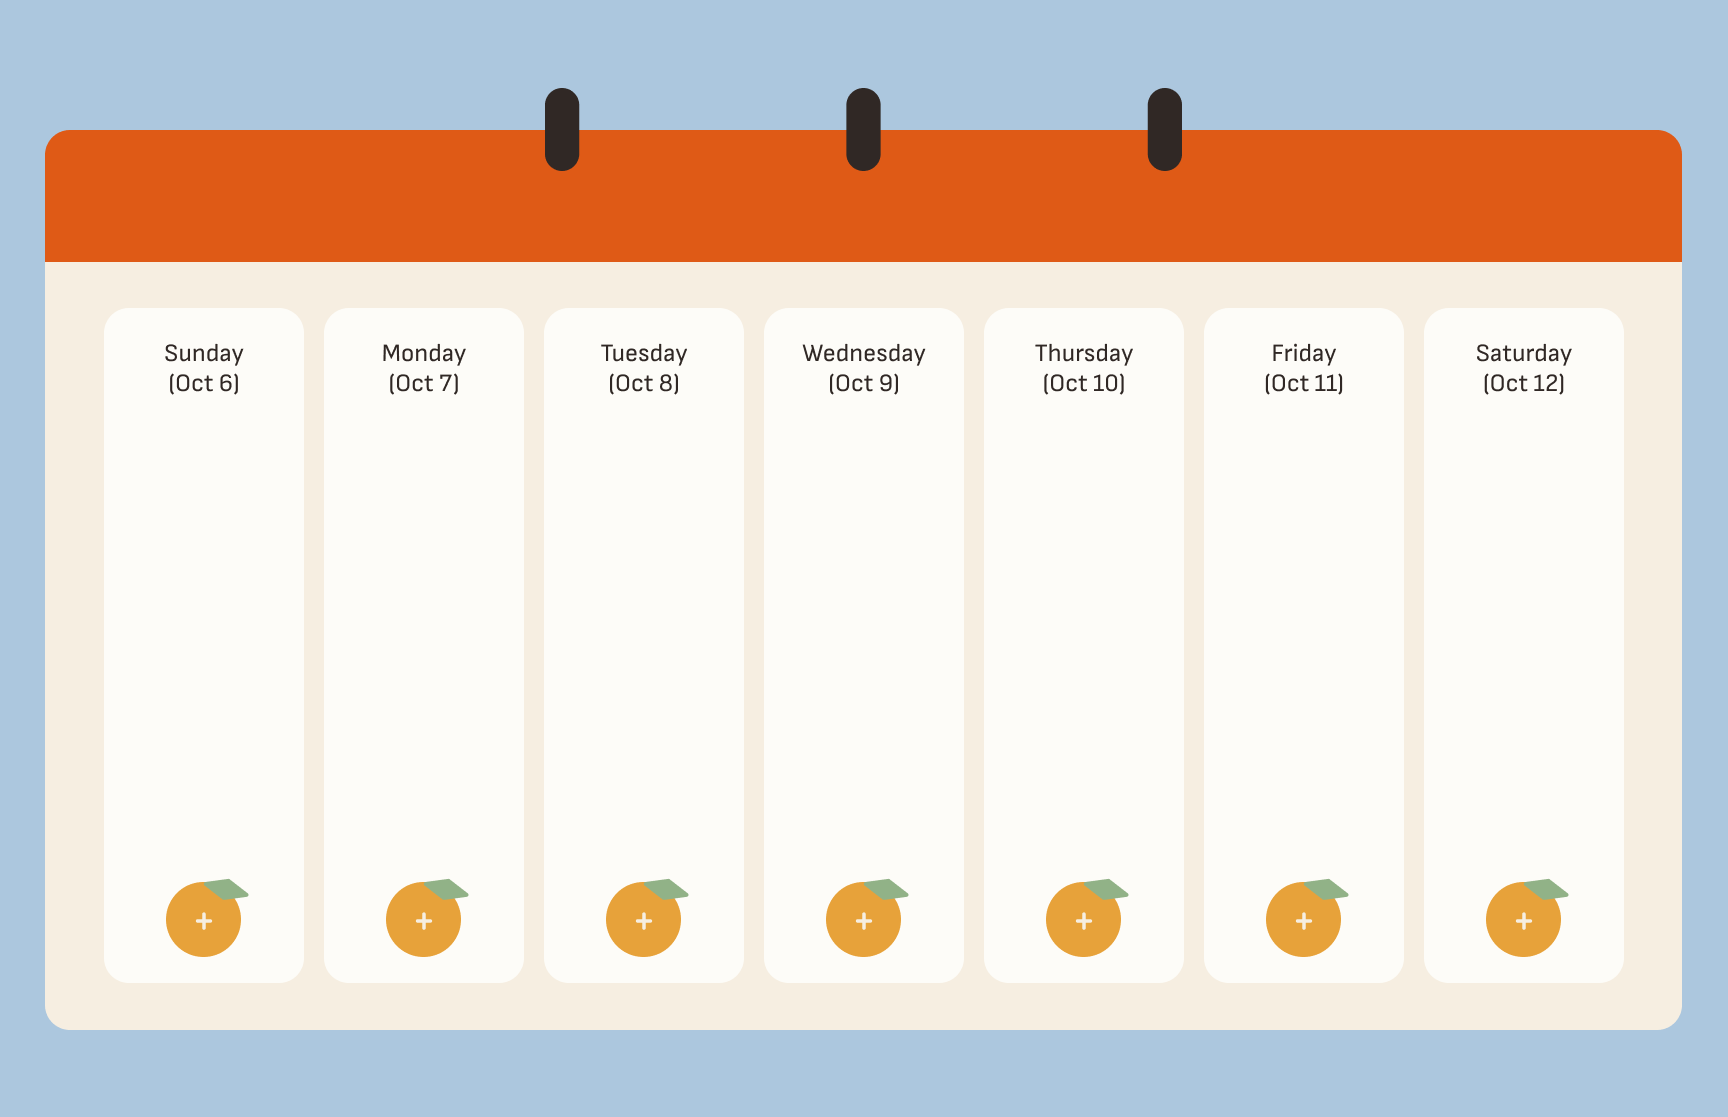 Sunday
(Oct 6)
Monday
(Oct 7)
Tuesday
(Oct 8)
Wednesday
(Oct 9)
Thursday
(Oct 10)
Friday
(Oct 11)
Saturday
(Oct 12)
+
+
+
+
+
+
+